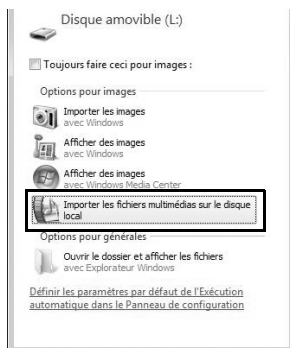 Disque amovible (L:)
Toujours faire ceci pour images :
Options pour images
Importer les images
avec Windows
Afficher des images
avec Windows
Afficher des images
avec Windows Media Center
Importer les fichiers multimédias sur le disque
local
Options pour générales
Ouvrir le dossier et afficher les fichiers
avec Explorateur Windows
Définir les paramètres par défaut de l'Exécution
automatique dans le Panneau de configuration